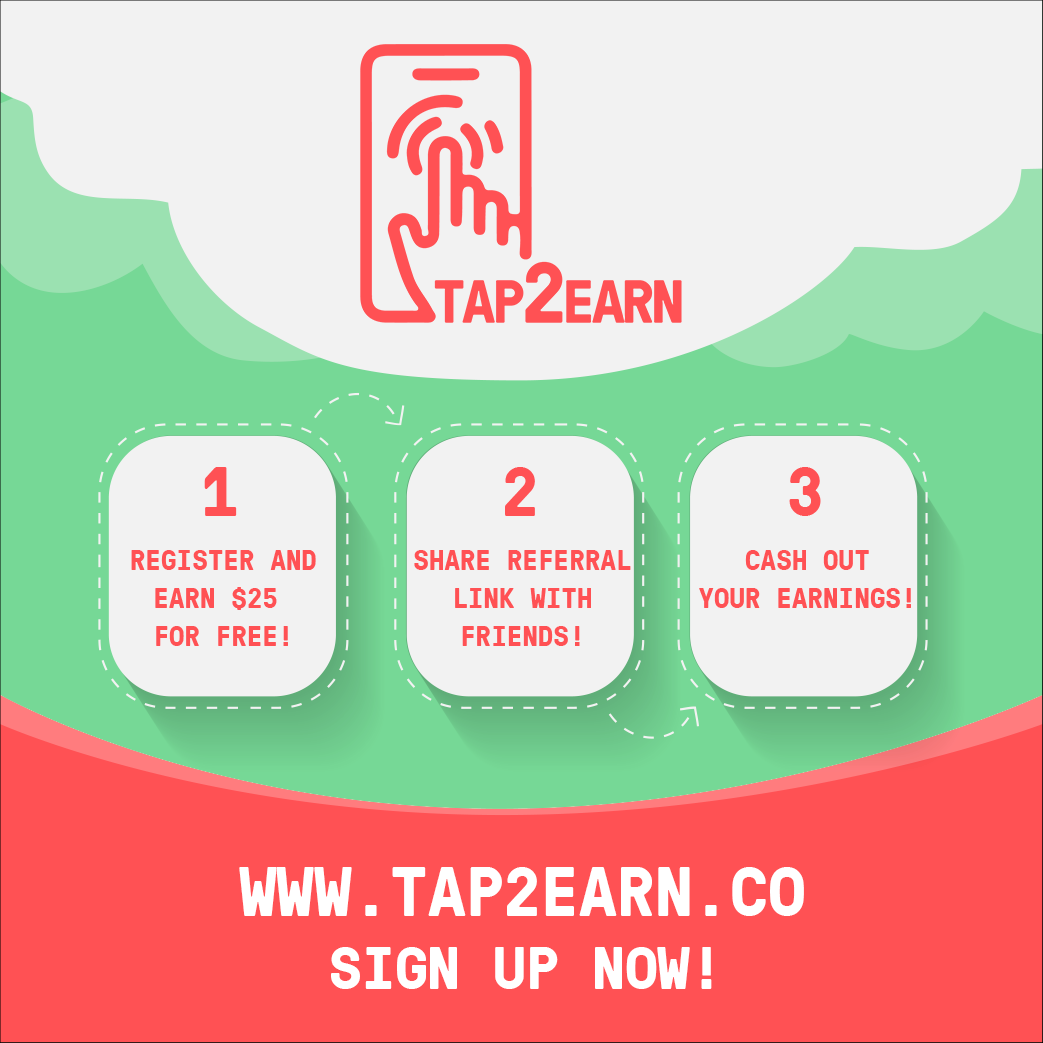 TAP2EARN
1
REGISTER AND
EARN $25
FOR FREE!
2
SHARE REFERRAL
LINK WITH
FRIENDS!
3
CASH OUT
YOUR EARNINGS!
WWW.TAP2EARN.CO
SIGN UP NOW!